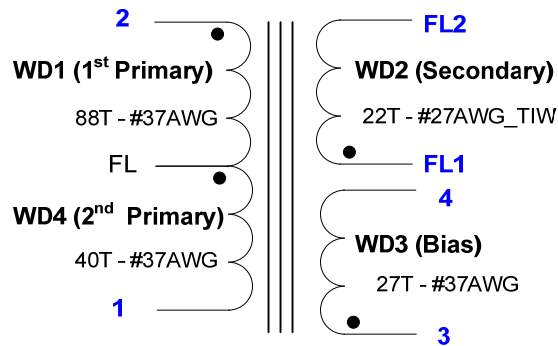 2
WD1 (1st Primary)
88T - #37AWG
FL
WD4 (2nd Primary)
40T - #37AWG
1
FL2
WD2 (Secondary)
22T - #27AWG_TIW
FL1
4
WD3 (Bias)
27T - #37AWG
3